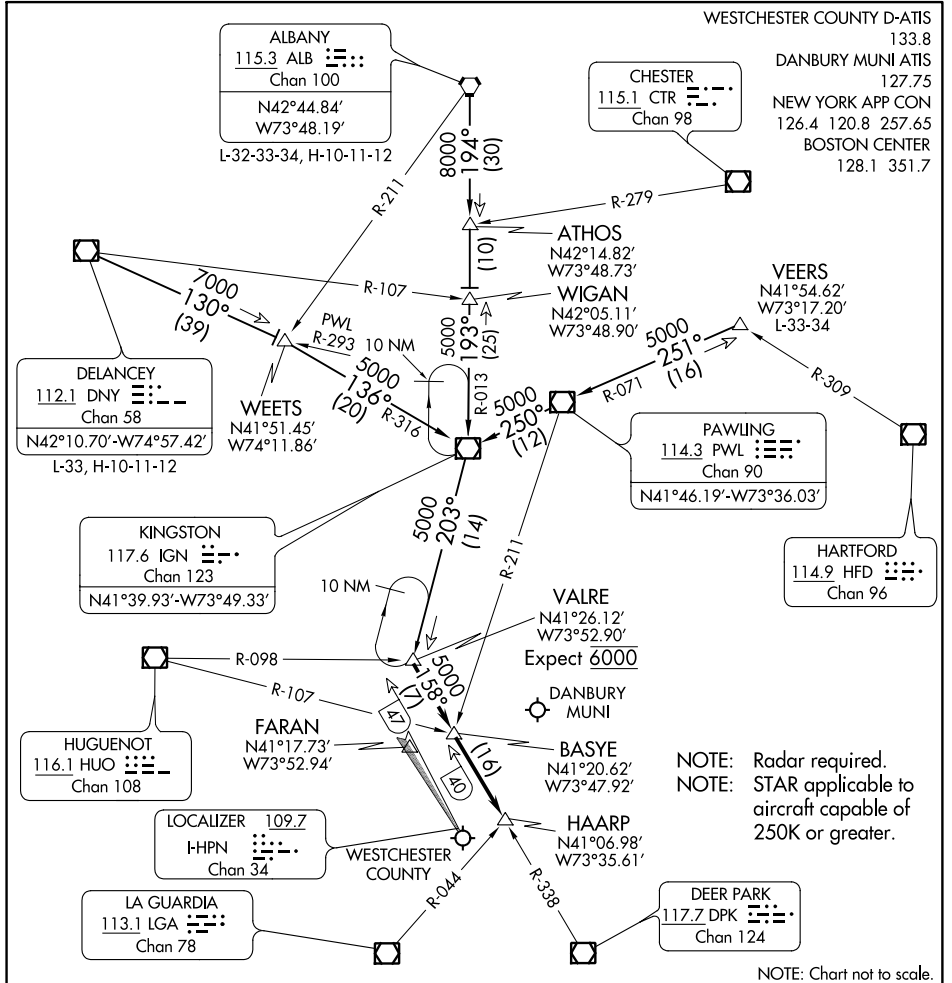 WESTCHESTER COUNTY D-ATIS
133.8
DANBURY MUNI ATIS
127.75
NEW YORK APP CON
126.4 120.8 257.65
BOSTON CENTER
128.1 351.7
ALBANY
115.3 ALB
Chan 100
N42°44.84′
W73°48.19′
L-32-33-34, H-10-11-12
CHESTER
115.1 CTR
Chan 98
R-211
8000
194°
(30)
R-279
ATHOS
N42°14.82′
W73°48.73′
(10)
7000
130°
(39)
R-107
WIGAN
N42°05.11′
W73°48.90′
VEERS
N41°54.62′
W73°17.20′
L-33-34
PWL
R-293
10 NM
5000
193°
(25)
R-013
5000
251°
(16)
R-071
R-309
DELANCEY
112.1 DNY
Chan 58
N42°10.70′-W74°57.42′
L-33, H-10-11-12
WEETS
N41°51.45′
W74°11.86′
5000
136°
(20)
R-316
5000
250°
(12)
PAWLING
114.3 PWL
Chan 90
N41°46.19′-W73°36.03′
KINGSTON
117.6 IGN
Chan 123
N41°39.93′-W73°49.33′
5000
203°
(14)
R-211
HARTFORD
114.9 HFD
Chan 96
10 NM
VALRE
N41°26.12′
W73°52.90′
Expect 6000
R-098
R-107
5000
158°
(7)
DANBURY
MUNI
HUGUENOT
116.1 HUO
Chan 108
FARAN
N41°17.73′
W73°52.94′
47
40
(16)
BASYE
N41°20.62′
W73°47.92′
NOTE: Radar required.
NOTE: STAR applicable to
aircraft capable of
250K or greater.
LOCALIZER 109.7
I-HPN
Chan 34
WESTCHESTER
COUNTY
HAARP
N41°06.98′
W73°35.61′
LA GUARDIA
113.1 LGA
Chan 78
R-044
R-338
DEER PARK
117.7 DPK
Chan 124
NOTE: Chart not to scale.